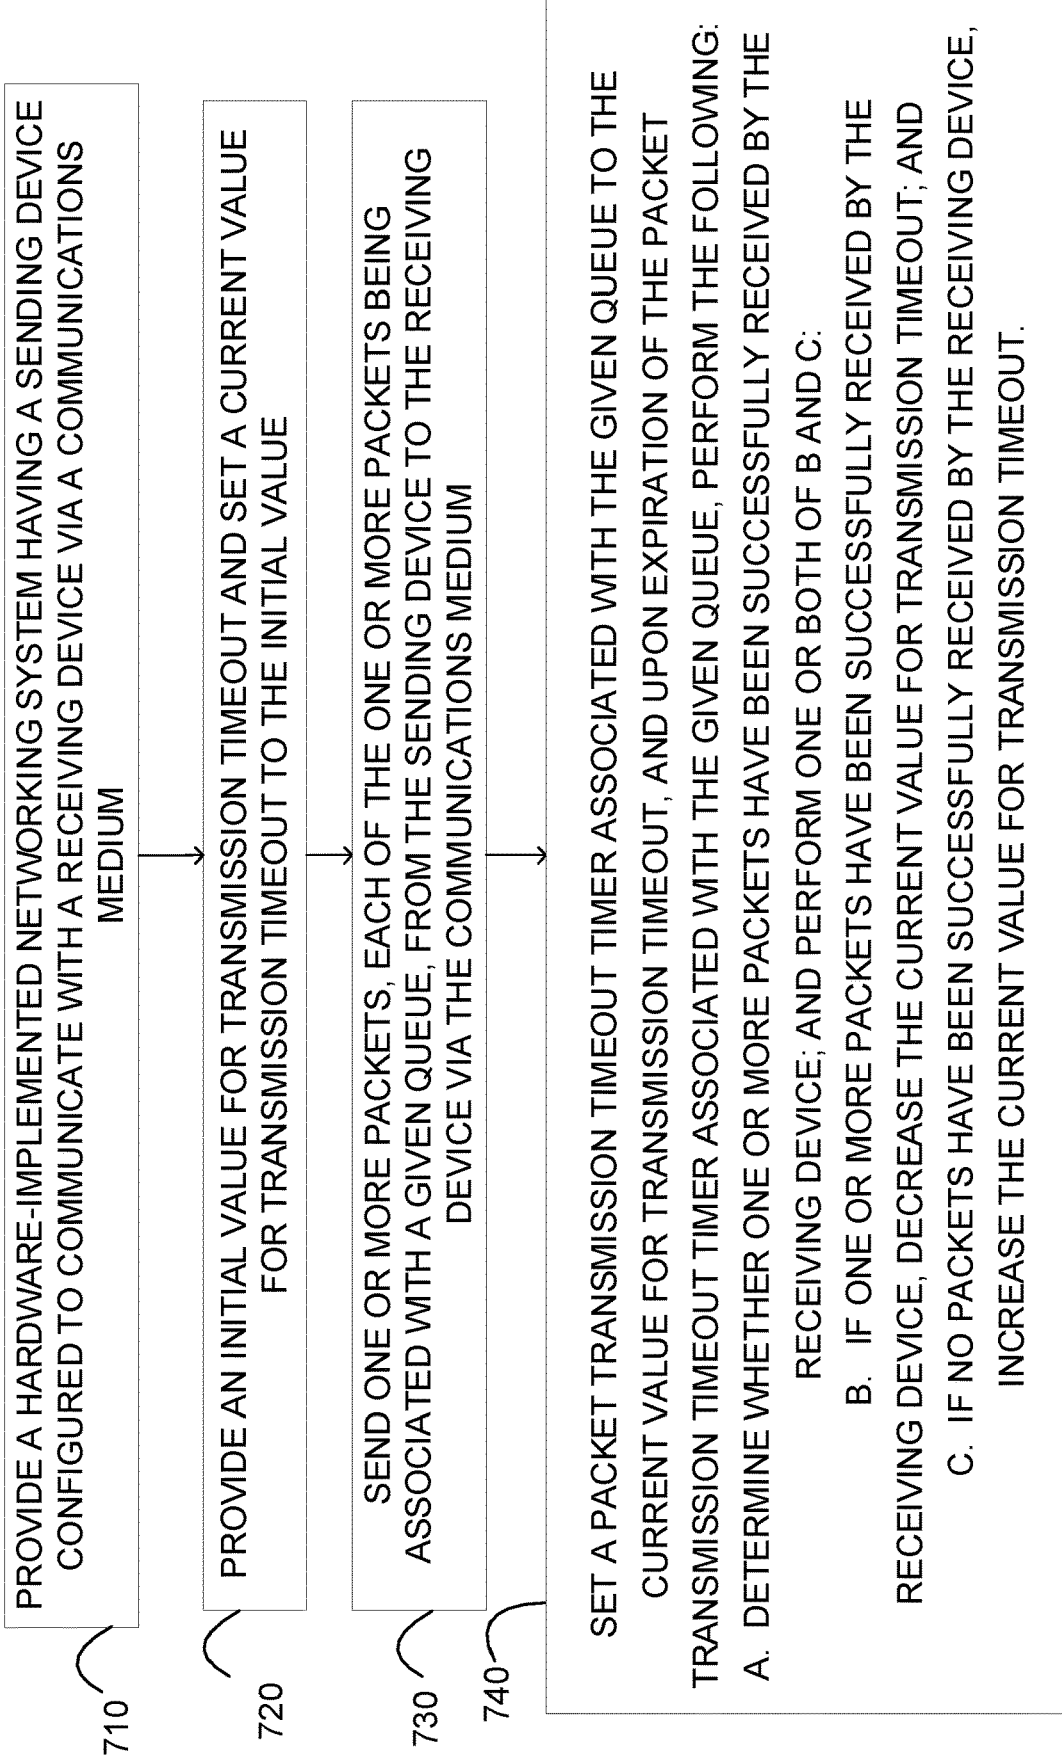 PROVIDE A HARDWARE-IMPLEMENTED NETWORKING SYSTEM HAVING A SENDING DEVICE
CONFIGURED TO COMMUNICATE WITH A RECEIVING DEVICE VIA A COMMUNICATIONS
MEDIUM
710
PROVIDE AN INITIAL VALUE FOR TRANSMISSION TIMEOUT AND SET A CURRENT VALUE
FOR TRANSMISSION TIMEOUT TO THE INITIAL VALUE
720
SEND ONE OR MORE PACKETS, EACH OF THE ONE OR MORE PACKETS BEING
ASSOCIATED WITH A GIVEN QUEUE, FROM THE SENDING DEVICE TO THE RECEIVING
DEVICE VIA THE COMMUNICATIONS MEDIUM
730
740
SET A PACKET TRANSMISSION TIMEOUT TIMER ASSOCIATED WITH THE GIVEN QUEUE TO THE
CURRENT VALUE FOR TRANSMISSION TIMEOUT, AND UPON EXPIRATION OF THE PACKET
TRANSMISSION TIMEOUT TIMER ASSOCIATED WITH THE GIVEN QUEUE, PERFORM THE FOLLOWING:
A. DETERMINE WHETHER ONE OR MORE PACKETS HAVE BEEN SUCCESSFULLY RECEIVED BY THE
RECEIVING DEVICE; AND PERFORM ONE OR BOTH OF B AND C:
B. IF ONE OR MORE PACKETS HAVE BEEN SUCCESSFULLY RECEIVED BY THE
RECEIVING DEVICE, DECREASE THE CURRENT VALUE FOR TRANSMISSION TIMEOUT; AND
C. IF NO PACKETS HAVE BEEN SUCCESSFULLY RECEIVED BY THE RECEIVING DEVICE,
INCREASE THE CURRENT VALUE FOR TRANSMISSION TIMEOUT.